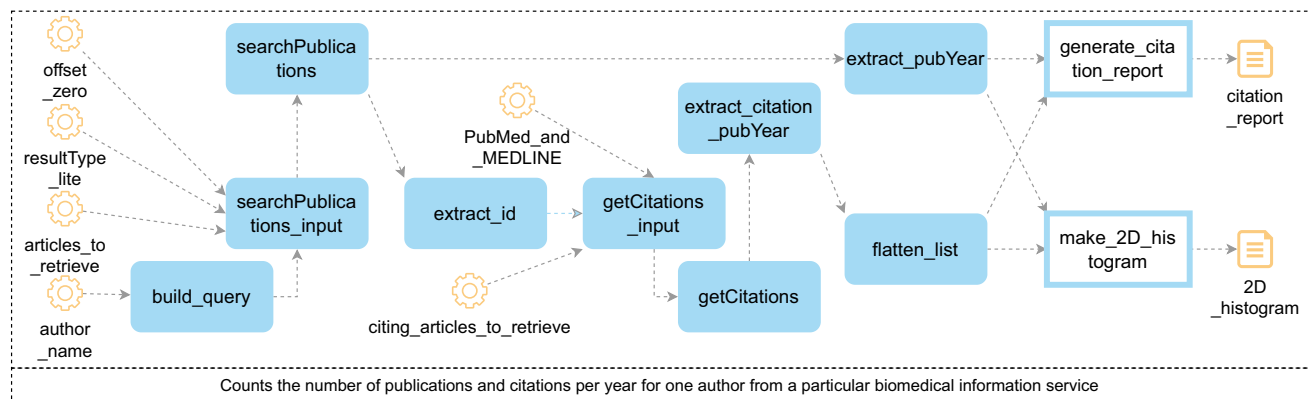 offset
_zero
resultType
_lite
articles_to
_retrieve
author
_name
build_query
searchPublica
tions
searchPublica
tions_input
extract_id
PubMed_and
_MEDLINE
citing_articles_to_retrieve
getCitations
_input
getCitations
extract_citation
_pubYear
extract_pubYear
flatten_list
generate_cita
tion_report
make_2D_his
togram
citation
_report
2D
_histogram
Counts the number of publications and citations per year for one author from a particular biomedical information service